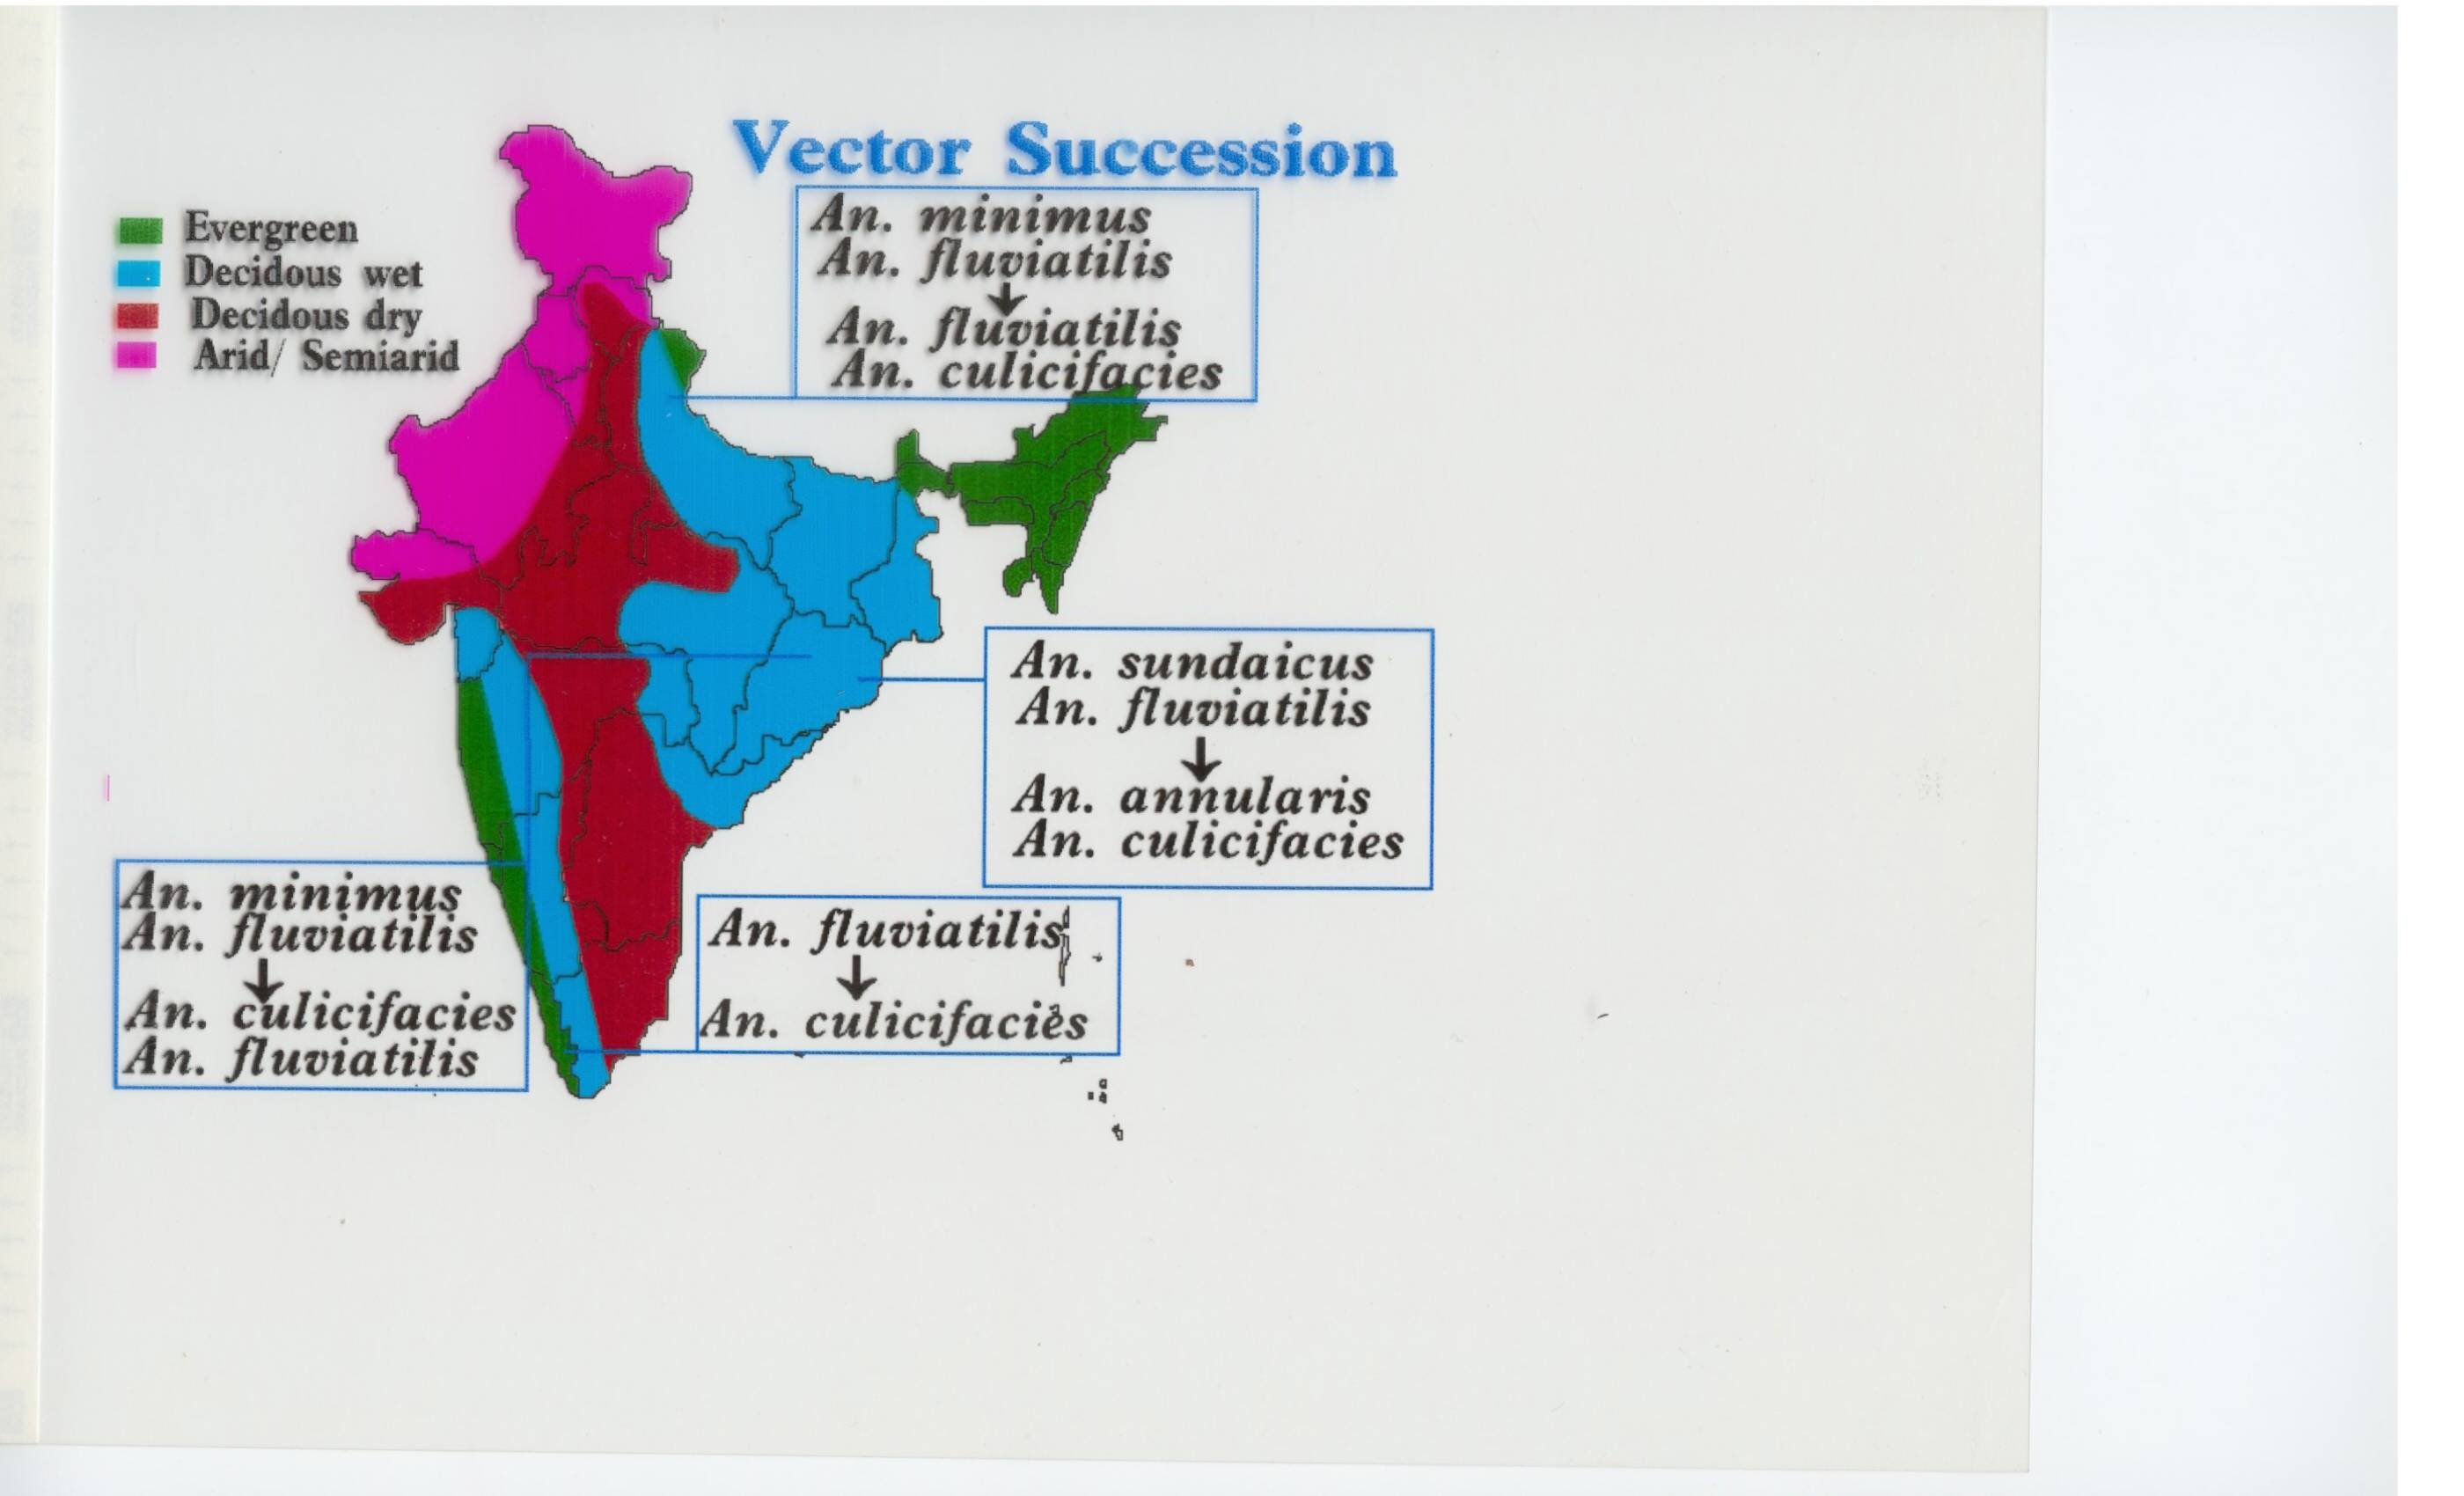 Vector Succession
Evergreen
Decidous wet
Decidous dry
Arid/ Semiarid
An. minimus
An. fluviatilis
An. fluviatilis
An. culicifacies
An. sundaicus
An. fluviatilis
An. annularis
An. culicifacies
An. minimus
An. fluviatilis
An. culicifacies
An. fluviatilis
An. fluviatilis
An. culicifacies